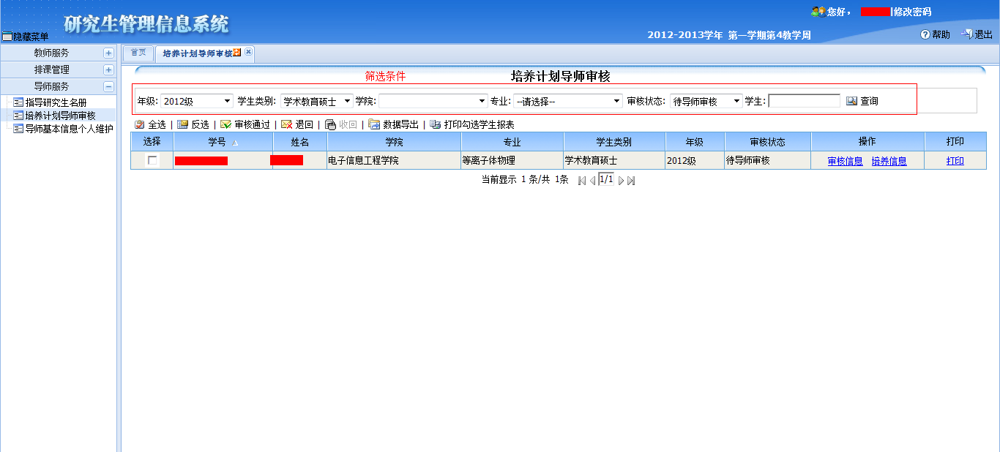 您好， 修改密码
研究生管理信息系统
隐藏菜单
2012-2013学年 第一学期第4教学周
帮助 退出
教师服务
排课管理
导师服务
指导研究生名册
培养计划导师审核
导师基本信息个人维护
首页 培养计划导师审核
筛选条件 培养计划导师审核
年级: 2012级 学生类别: 学术教育硕士 学院: 专业: --请选择-- 审核状态: 待导师审核 学生: 查询
全选 | 反选 | 审核通过 | 退回 | 收回 | 数据导出 | 打印勾选学生报表
选择 学号 姓名 学院 专业 学生类别 年级 审核状态 操作 打印
电子信息工程学院 等离子体物理 学术教育硕士 2012级 待导师审核 审核信息 培养信息 打印
当前显示 1 条/共 1条 1/1